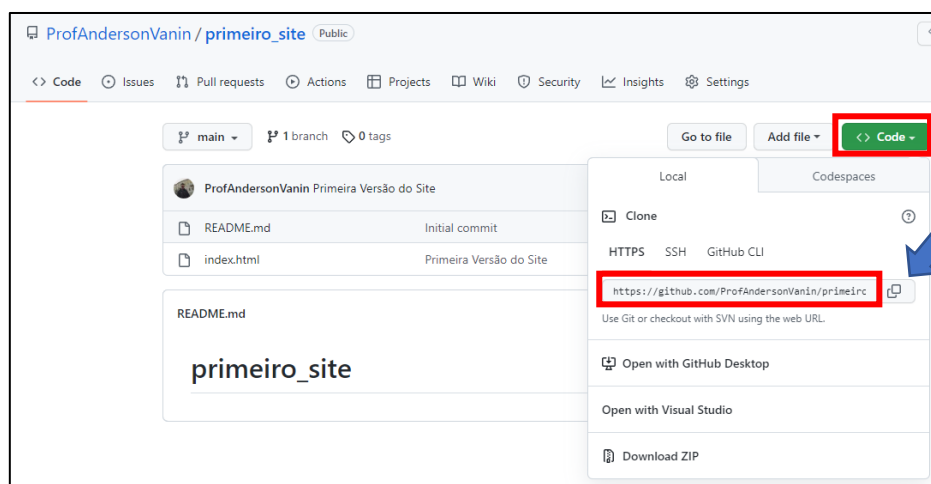 ProfAndersonVanin / primeiro_site Public
<> Code Issues Pull requests Actions Projects Wiki Security Insights Settings
main 1 branch 0 tags Go to file Add file <> Code
ProfAndersonVanin Primeira Versão do Site
README.md Initial commit
index.html Primeira Versão do Site
README.md
primeiro_site
Local Codespaces
Clone
HTTPS SSH GitHub CLI
https://github.com/ProfAndersonVanin/primeirc
Use Git or checkout with SVN using the web URL.
Open with GitHub Desktop
Open with Visual Studio
Download ZIP